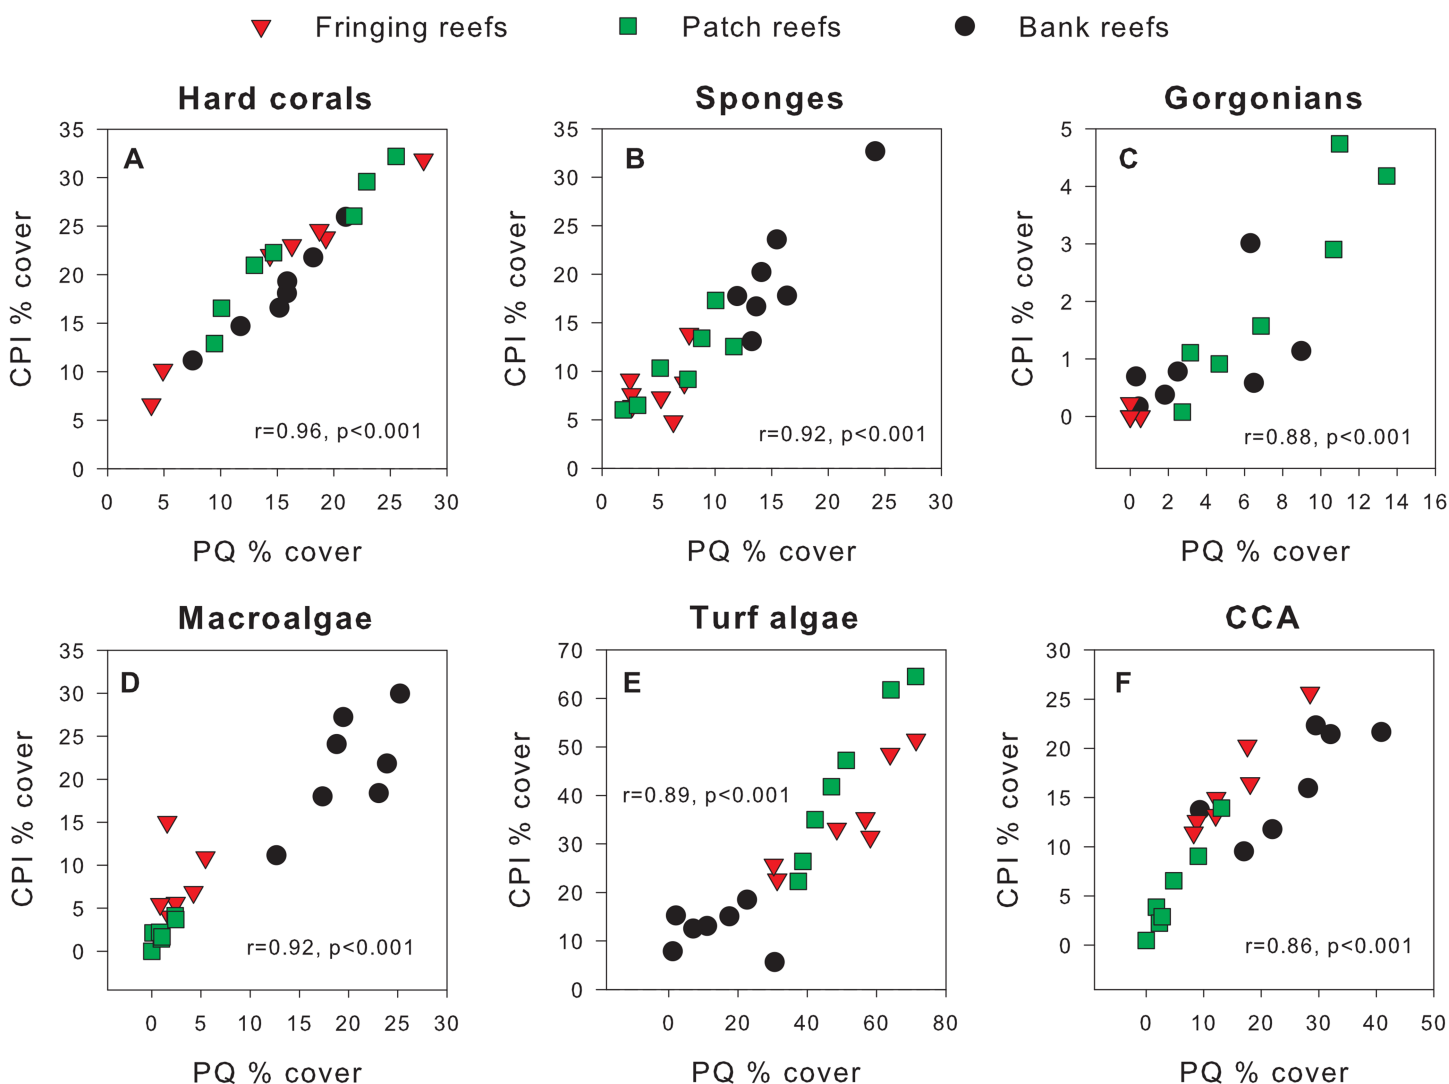 Fringing reefs Patch reefs Bank reefs
Hard corals Sponges Gorgonians
A
CPI % cover
35
30
25
20
15
10
5
0
r=0.96, p<0.001
0 5 10 15 20 25 30
PQ % cover
B
CPI % cover
35
30
25
20
15
10
5
0
r=0.92, p<0.001
0 5 10 15 20 25 30
PQ % cover
C
CPI % cover
5
4
3
2
1
0
r=0.88, p<0.001
0 2 4 6 8 10 12 14 16
PQ % cover
Macroalgae Turf algae CCA
D
CPI % cover
35
30
25
20
15
10
5
0
r=0.92, p<0.001
0 5 10 15 20 25 30
PQ % cover
E
CPI % cover
70
60
50
40
30
20
10
0
r=0.89, p<0.001
0 20 40 60 80
PQ % cover
F
CPI % cover
30
25
20
15
10
5
0
r=0.86, p<0.001
0 10 20 30 40 50
PQ % cover